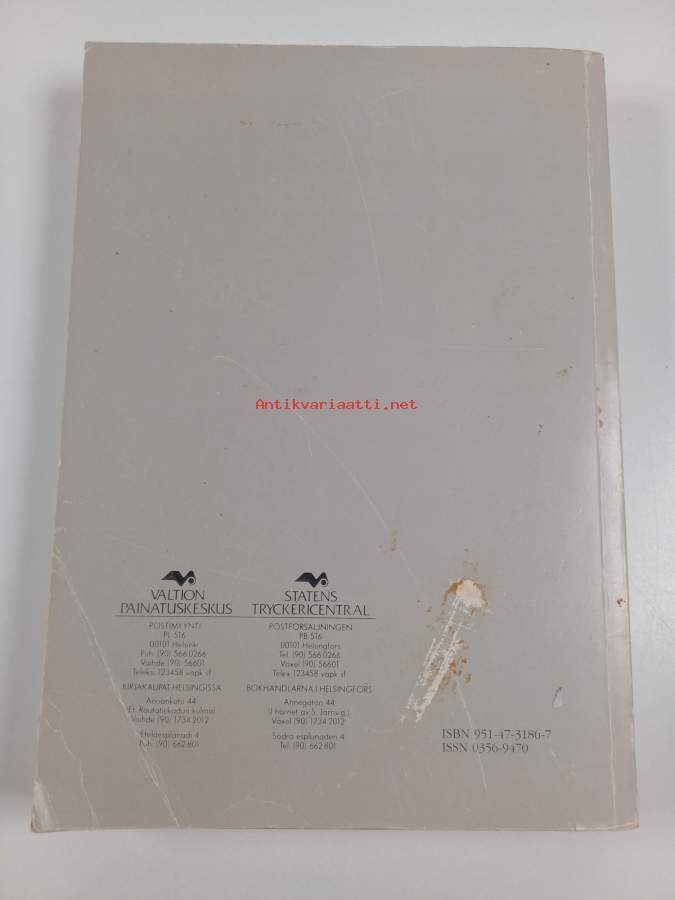 Antikvariaatti.net
VALTION
PAINATUSKESKUS
POSTIMYYNTI
PL 516
00101 Helsinki
Puh. (90) 566 0266
Vaihde (90) 56601
Teleksi 123458 vapk sf
KIRJAKAUPAT HELSINGISSÄ
Annankatu 44
(Et. Rautatiekadun kulma)
Vaihde (90) 1734 2012
Eteläesplanadi 4
Puh. (90) 662 801
STATENS
TRYCKERICENTRAL
POSTFÖRSÄLJNINGEN
PB 516
00101 Helsingfors
Tel. (90) 566 0266
Växel (90) 56601
Telex 123458 vapk sf
BOKHANDLARNA I HELSINGFORS
Annegatan 44
(I hörnet av S. Järnvg.)
Växel (90) 1734 2012
Södra esplanaden 4
Tel. (90) 662 801
ISBN 951-47-3186-7
ISSN 0356-9470